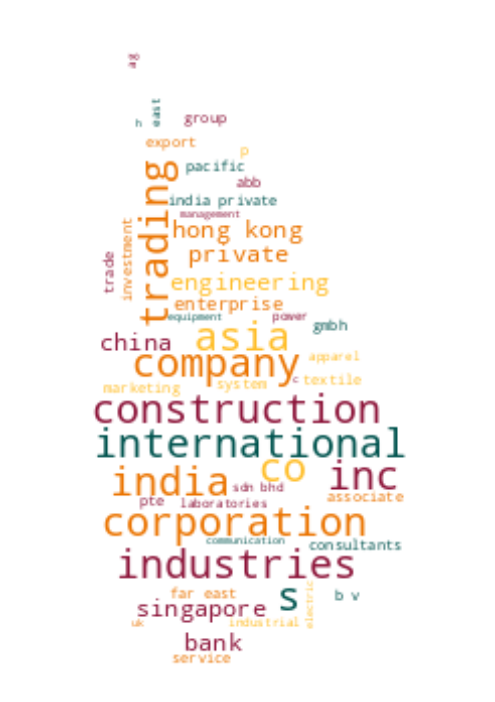 ag
east
h
group
export
p
pacific
abb
trading
india private
management
hong kong
investment
private
trade
engineering
enterprise
equipment
power
gmbh
asia
china
company
apparel
marketing
system
c
textile
construction
international
co
india
inc
sdn bhd
associate
pte
laboratories
corporation
communication
consultants
industries
far east
s
b v
electric
singapore
uk
industrial
bank
service